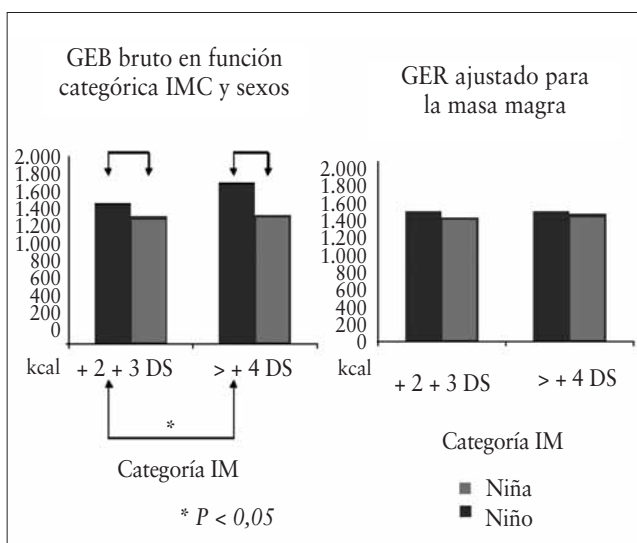 GEB bruto en función
categórica IMC y sexos
2.000
1.800
1.600
1.400
1.200
1.000
800
600
400
200
0
kcal
+ 2 + 3 DS
> + 4 DS
*
Categoría IM
* P < 0,05
GER ajustado para
la masa magra
2.000
1.800
1.600
1.400
1.200
1.000
800
600
400
200
0
kcal
+ 2 + 3 DS
> + 4 DS
Categoría IM
Niña
Niño